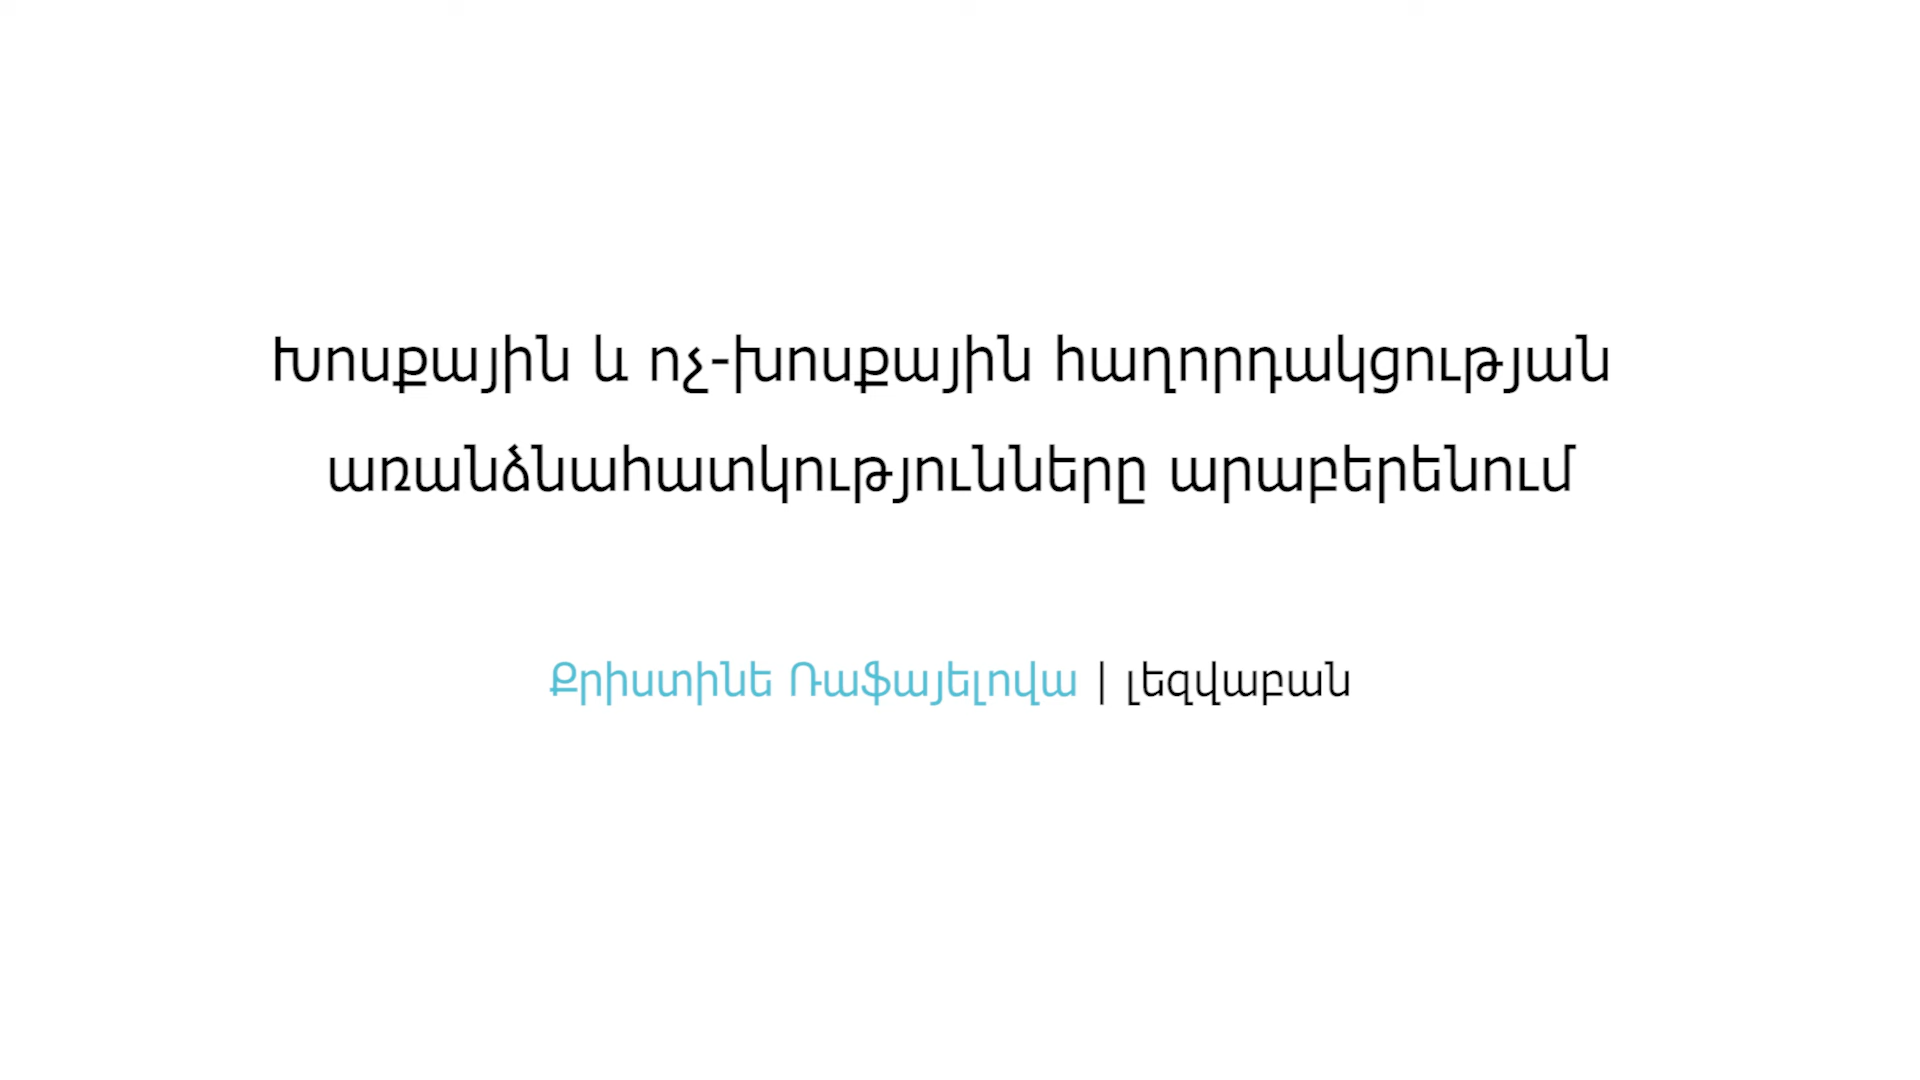 Խոսքային և ոչ-խոսքային հաղորդակցության
առանձնահատկությունները արաբերենում
Քրիստինե Ռաֆայելովա | լեզվաբան